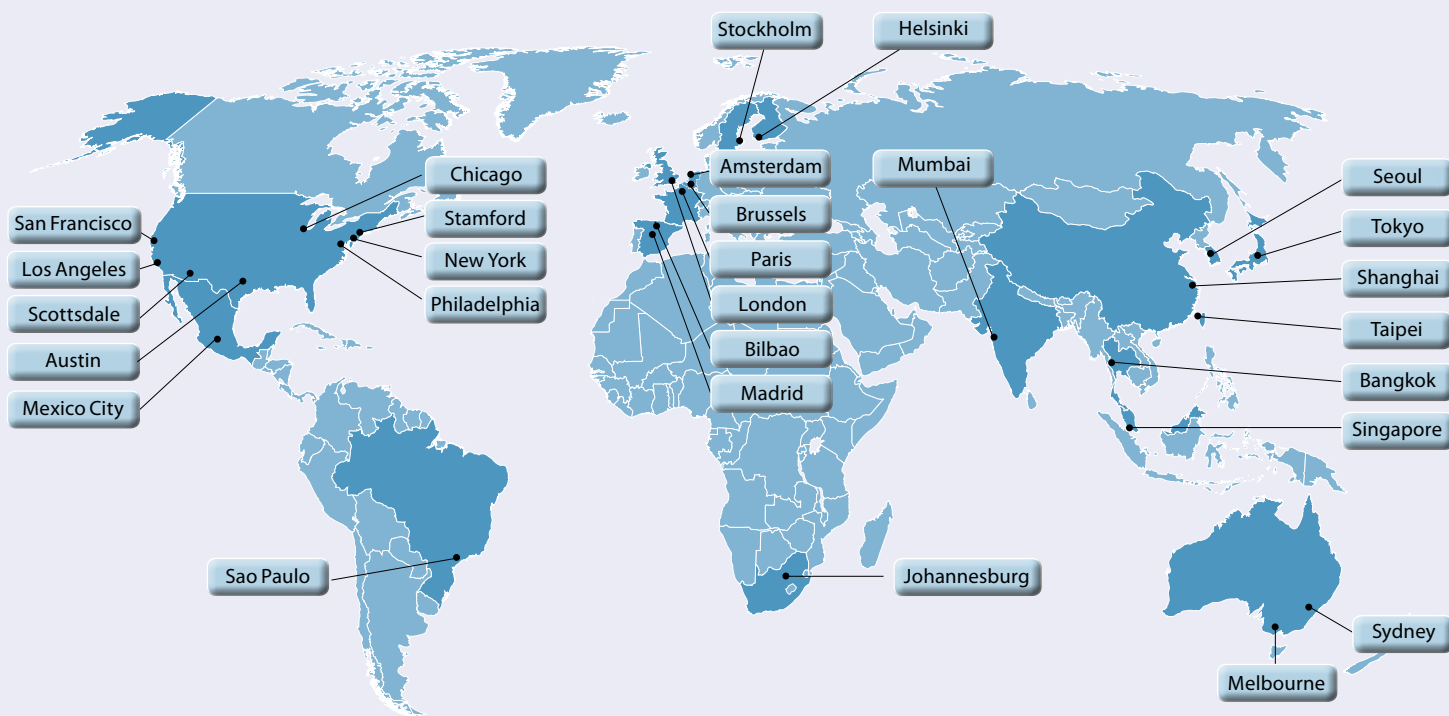 Stockholm
Helsinki
Chicago
Stamford
New York
Philadelphia
San Francisco
Los Angeles
Scottsdale
Austin
Mexico City
Sao Paulo
Amsterdam
Brussels
Paris
London
Bilbao
Madrid
Mumbai
Johannesburg
Seoul
Tokyo
Shanghai
Taipei
Bangkok
Singapore
Sydney
Melbourne